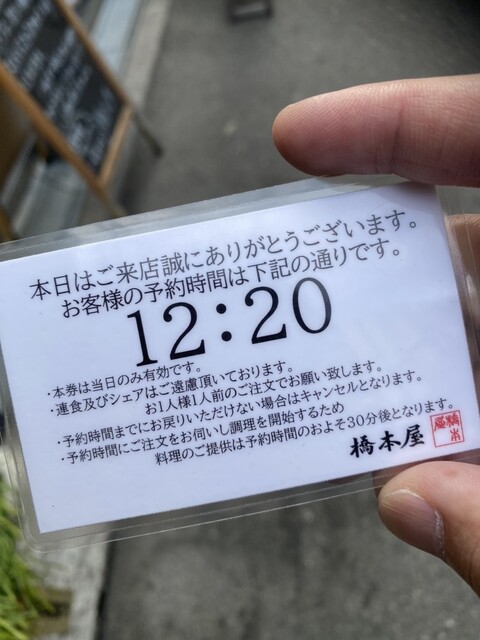 本日はご来店誠にありがとうございます。
お客様の予約時間は下記の通りです。
12:20
・本券は当日のみ有効です。
・連食及びシェアはご遠慮頂いております。
お1人様1人前のご注文でお願い致します。
・予約時間までにお戻りいただけない場合はキャンセルとなります。
・予約時間にご注文をお伺いし調理を開始するため
料理のご提供は予約時間のおよそ30分後となります。
橋本屋